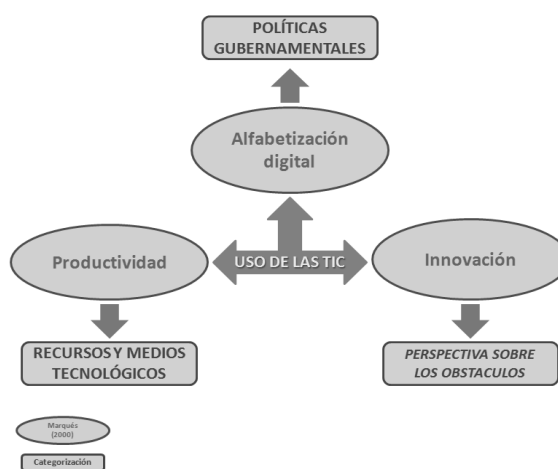 POLÍTICAS
GUBERNAMENTALES
Alfabetización
digital
Productividad
USO DE LAS TIC
Innovación
RECURSOS Y MEDIOS
TECNOLÓGICOS
PERSPECTIVA SOBRE
LOS OBSTACULOS
Marqués
(2000)
Categorización